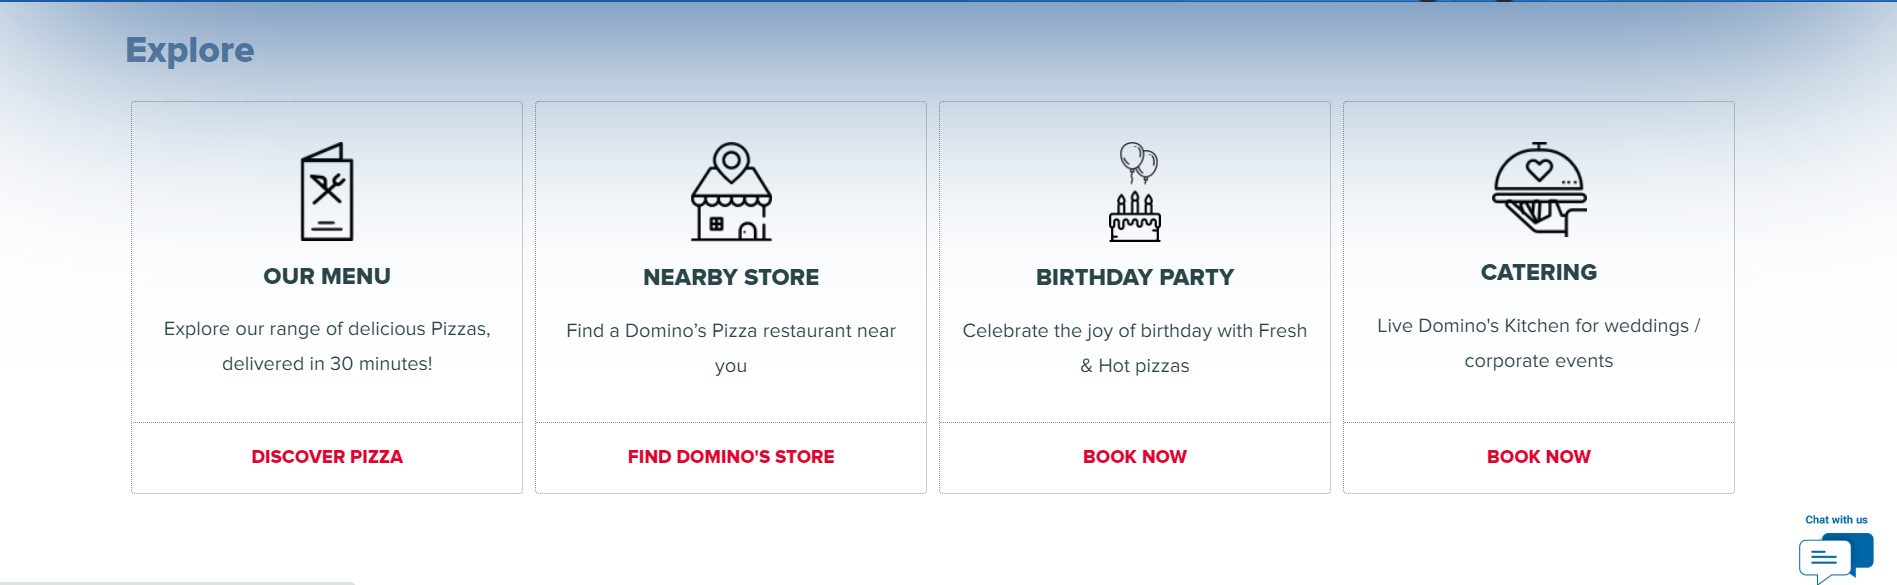 Explore
OUR MENU
Explore our range of delicious Pizzas,
delivered in 30 minutes!
DISCOVER PIZZA
NEARBY STORE
Find a Domino’s Pizza restaurant near
you
FIND DOMINO'S STORE
BIRTHDAY PARTY
Celebrate the joy of birthday with Fresh
& Hot pizzas
BOOK NOW
CATERING
Live Domino's Kitchen for weddings /
corporate events
BOOK NOW
Chat with us